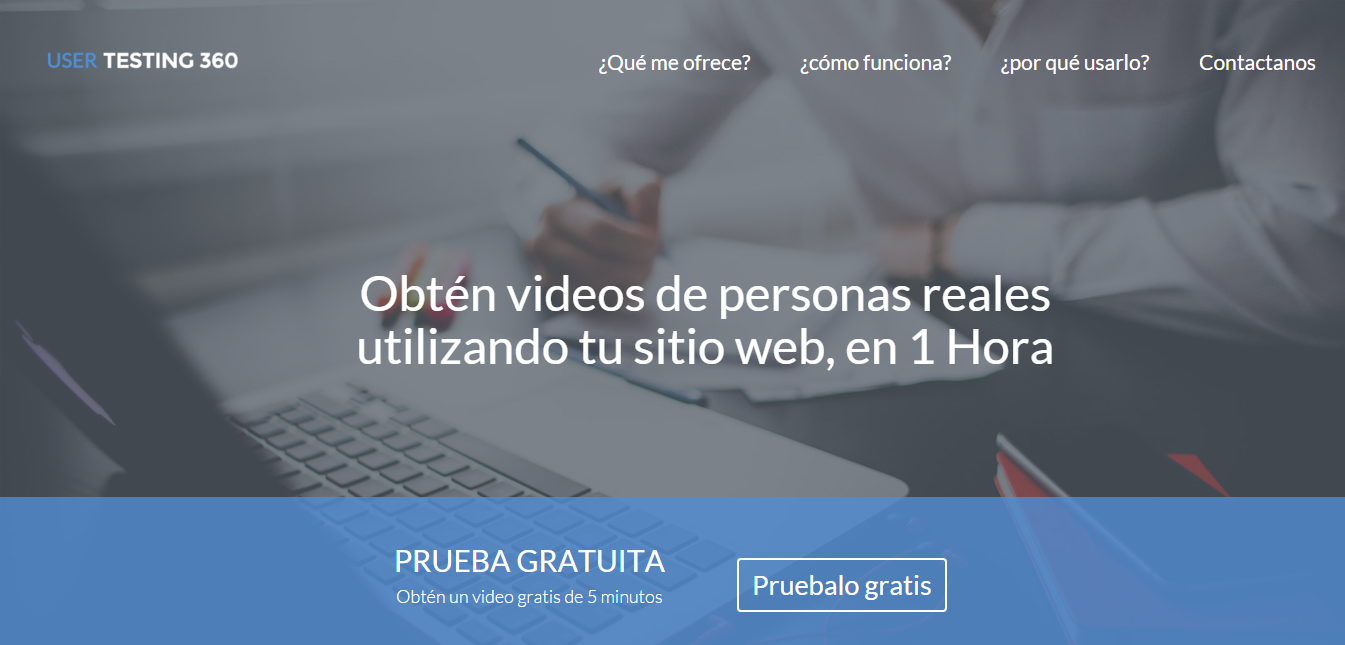 USER TESTING 360
¿Qué me ofrece?
¿cómo funciona?
¿por qué usarlo?
Contactanos
Obtén videos de personas reales
utilizando tu sitio web, en 1 Hora
PRUEBA GRATUITA
Obtén un video gratis de 5 minutos
Pruebalo gratis